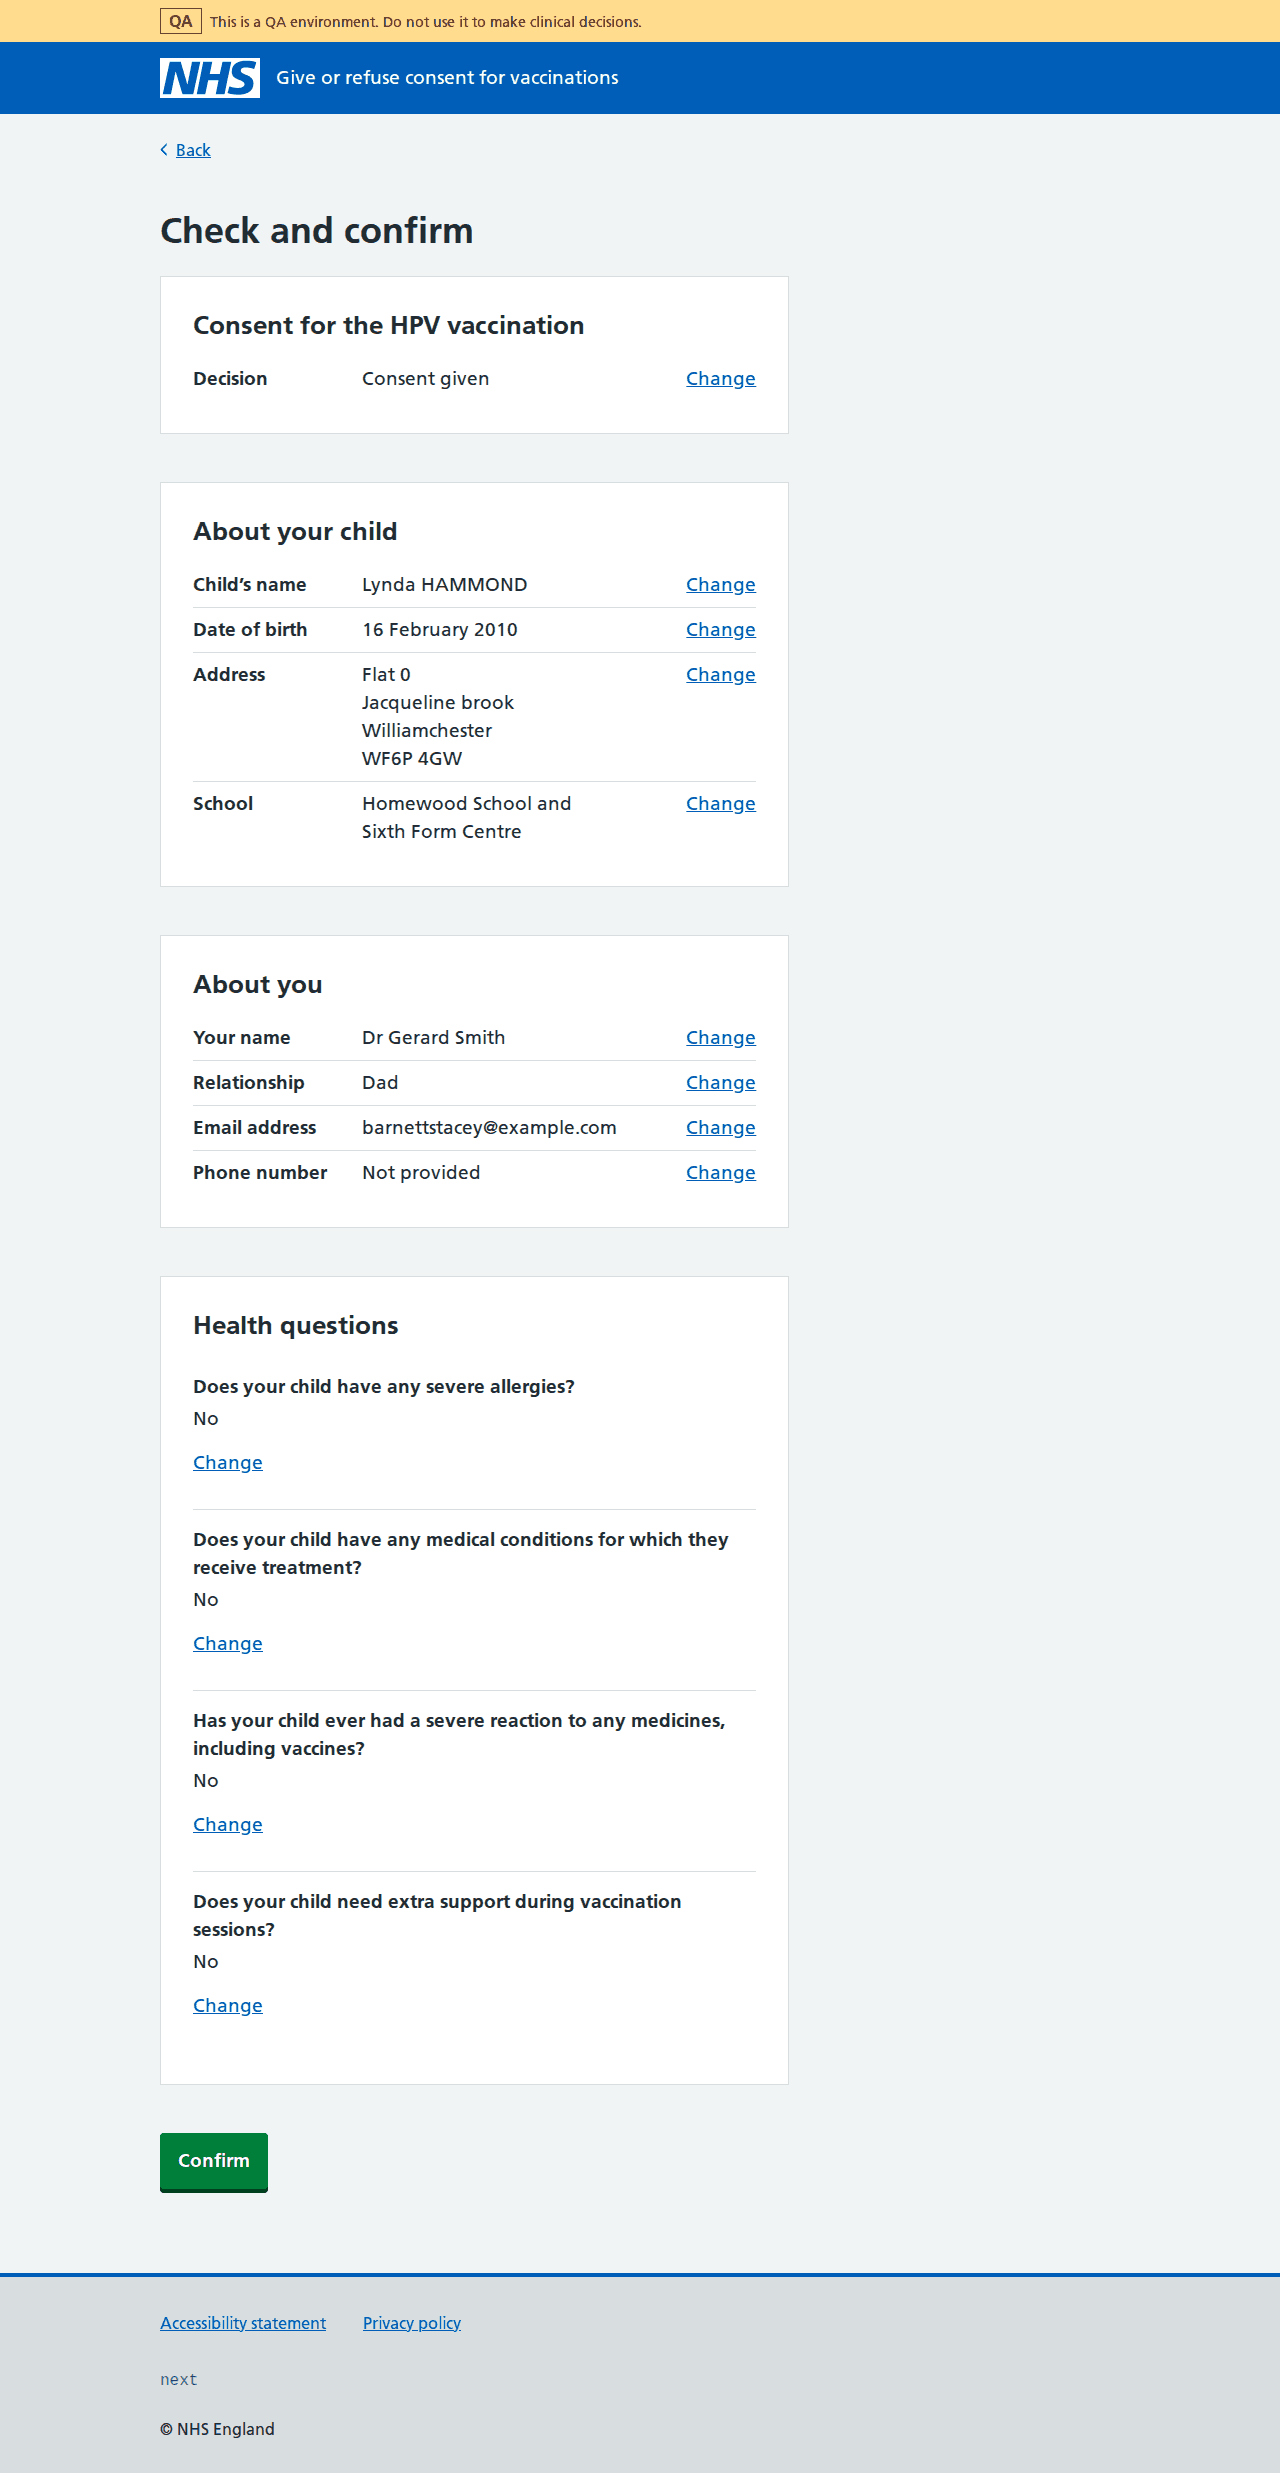 QA This is a QA environment. Do not use it to make clinical decisions.
NHS Give or refuse consent for vaccinations
Back
Check and confirm
Consent for the HPV vaccination
Decision Consent given Change
About your child
Child’s name Lynda HAMMOND Change
Date of birth 16 February 2010 Change
Address Flat 0 Change
Jacqueline brook
Williamchester
WF6P 4GW
School Homewood School and Change
Sixth Form Centre
About you
Your name Dr Gerard Smith Change
Relationship Dad Change
Email address barnettstacey@example.com Change
Phone number Not provided Change
Health questions
Does your child have any severe allergies?
No
Change
Does your child have any medical conditions for which they
receive treatment?
No
Change
Has your child ever had a severe reaction to any medicines,
including vaccines?
No
Change
Does your child need extra support during vaccination
sessions?
No
Change
Confirm
Accessibility statement Privacy policy
next
© NHS England